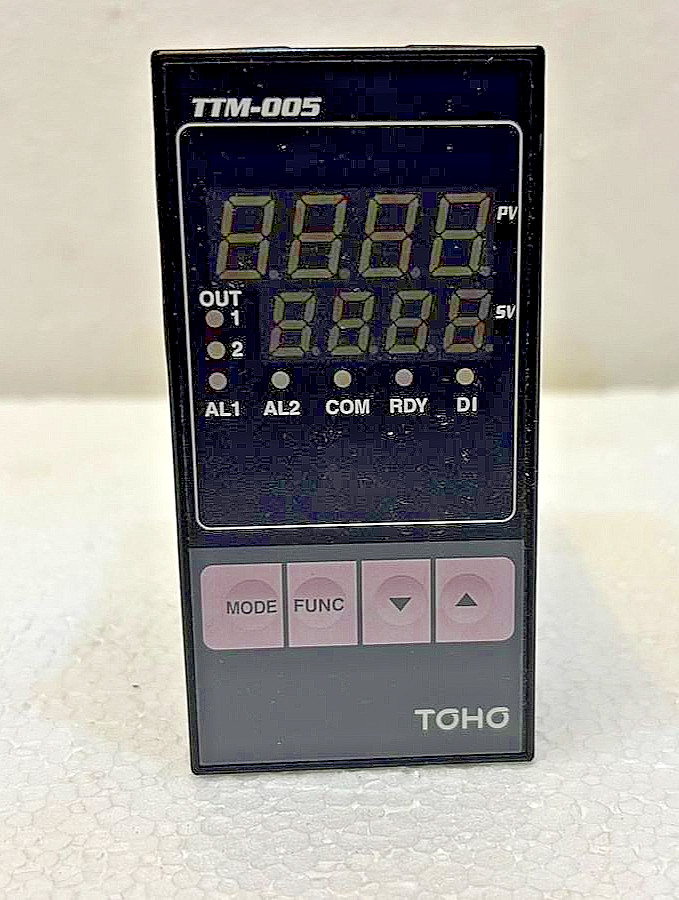 TTM-005
PV
OUT
1
SV
2
AL1 AL2 COM RDY DI
MODE FUNC ▼ ▲
TOHO